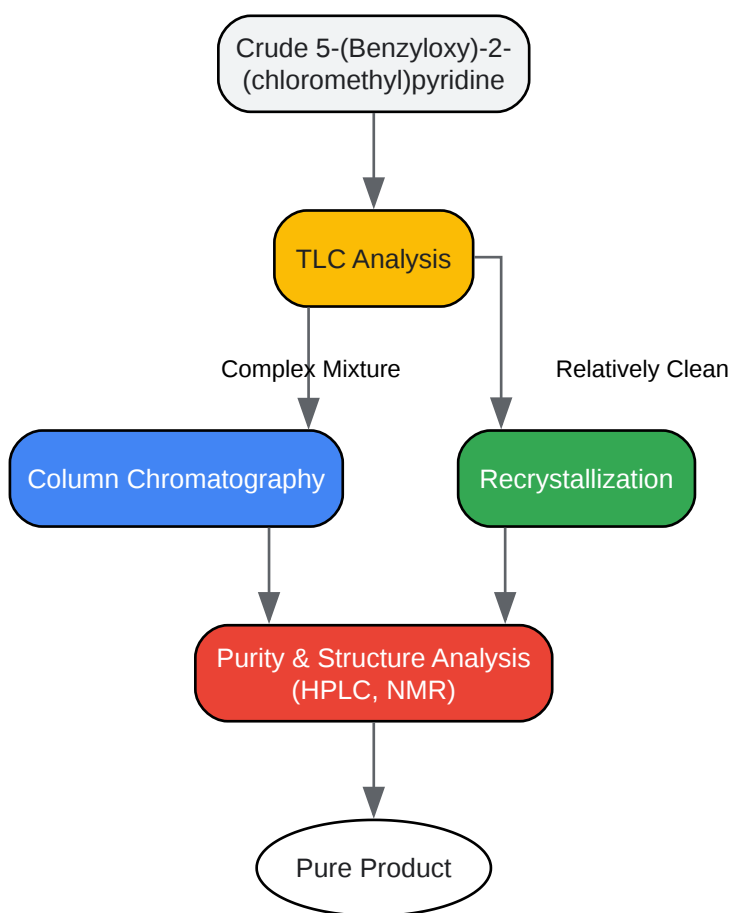 Crude 5-(Benzyloxy)-2-
(chloromethyl)pyridine
TLC Analysis
Complex Mixture
Relatively Clean
Column Chromatography
Recrystallization
Purity & Structure Analysis
(HPLC, NMR)
Pure Product